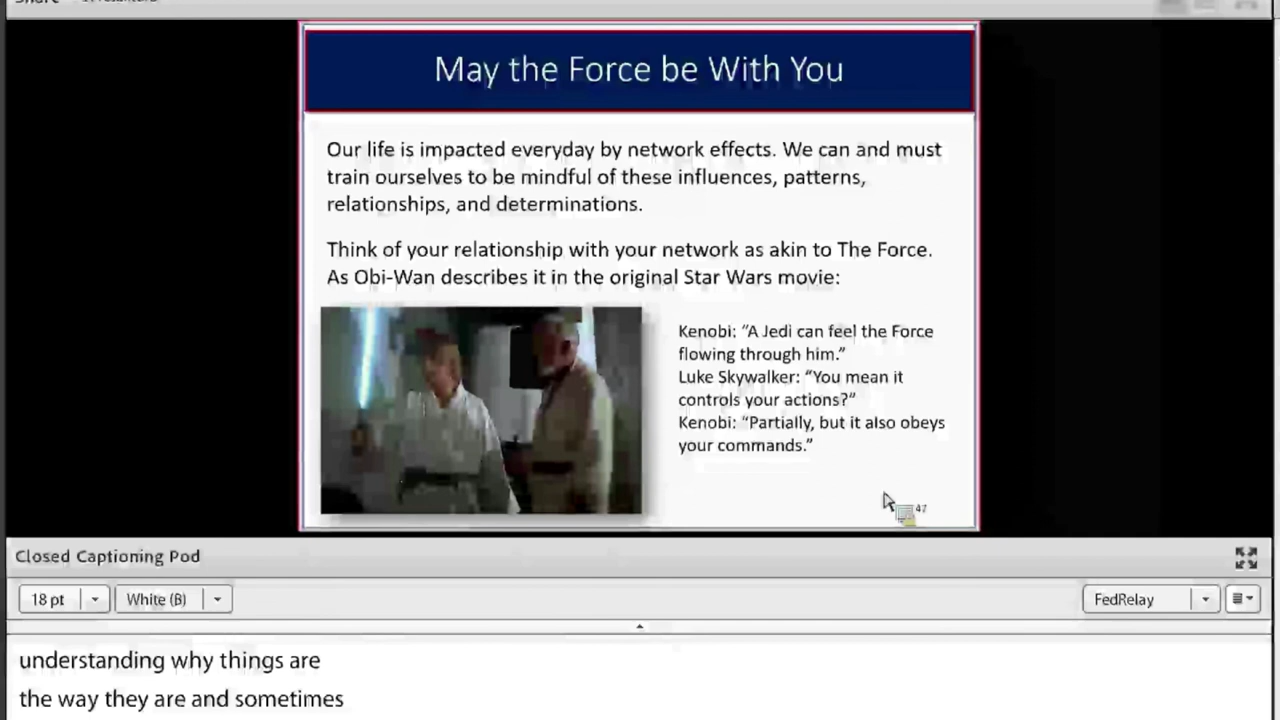 May the Force be With You
Our life is impacted everyday by network effects. We can and must
train ourselves to be mindful of these influences, patterns,
relationships, and determinations.
Think of your relationship with your network as akin to The Force.
As Obi-Wan describes it in the original Star Wars movie:
Kenobi: “A Jedi can feel the Force
flowing through him.”
Luke Skywalker: “You mean it
controls your actions?”
Kenobi: “Partially, but it also obeys
your commands.”
47
Closed Captioning Pod
18 pt
White (B)
FedRelay
understanding why things are
the way they are and sometimes